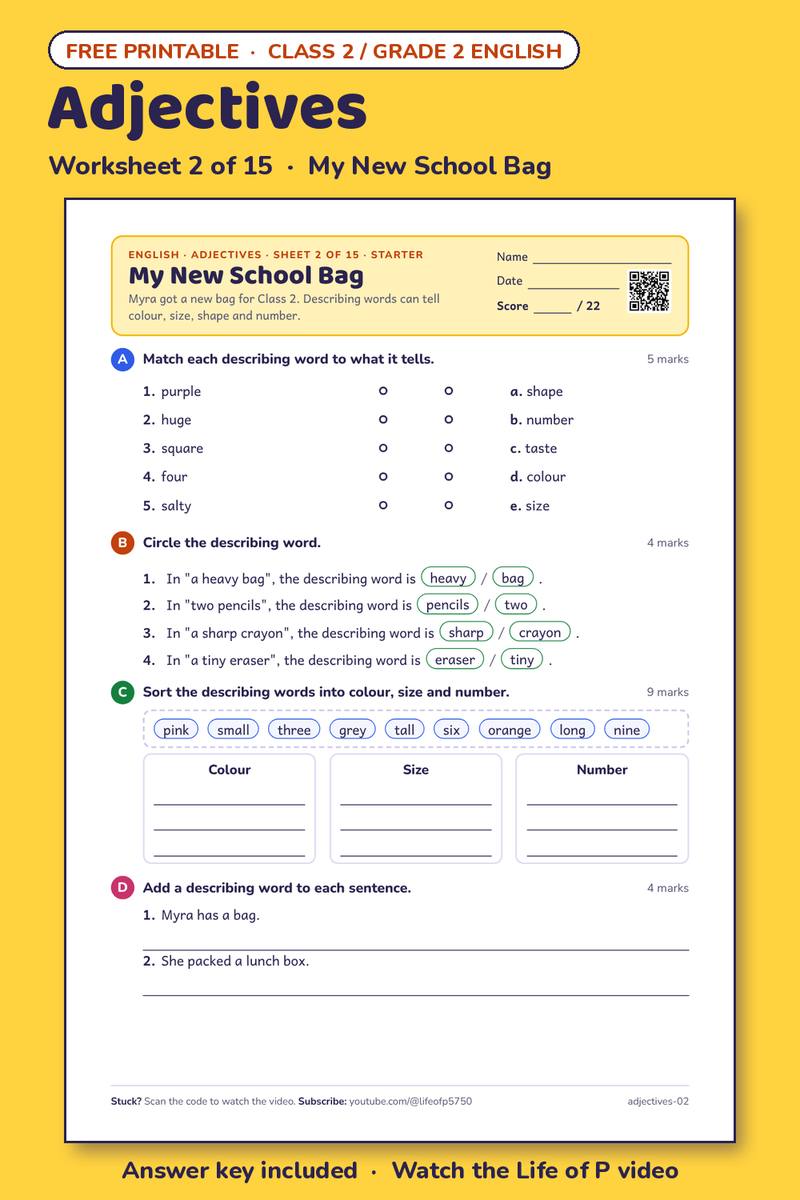 FREE PRINTABLE · CLASS 2 / GRADE 2 ENGLISH
Adjectives
Worksheet 2 of 15 · My New School Bag
ENGLISH · ADJECTIVES · SHEET 2 OF 15 · STARTER
My New School Bag
Myra got a new bag for Class 2. Describing words can tell
colour, size, shape and number.
Name
Date
Score / 22
A Match each describing word to what it tells. 5 marks
1. purple a. shape
2. huge b. number
3. square c. taste
4. four d. colour
5. salty e. size
B Circle the describing word. 4 marks
1. In "a heavy bag", the describing word is heavy / bag .
2. In "two pencils", the describing word is pencils / two .
3. In "a sharp crayon", the describing word is sharp / crayon .
4. In "a tiny eraser", the describing word is eraser / tiny .
C Sort the describing words into colour, size and number. 9 marks
pink small three grey tall six orange long nine
Colour Size Number
D Add a describing word to each sentence. 4 marks
1. Myra has a bag.
2. She packed a lunch box.
Stuck? Scan the code to watch the video. Subscribe: youtube.com/@lifeofp5750 adjectives-02
Answer key included · Watch the Life of P video